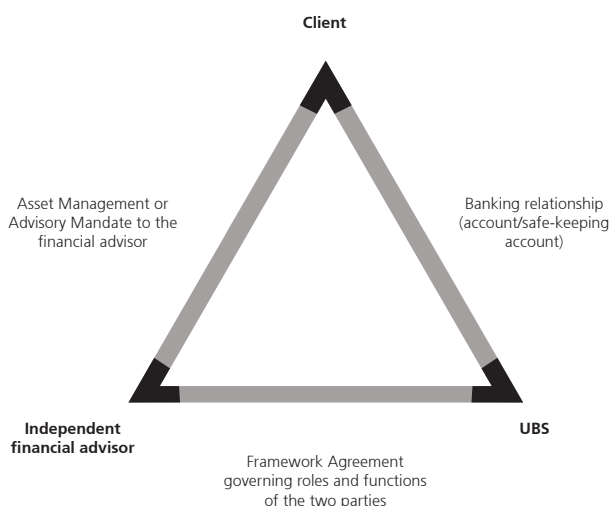 Client
Asset Management or
Advisory Mandate to the
financial advisor
Banking relationship
(account/safe-keeping
account)
Independent
financial advisor
UBS
Framework Agreement
governing roles and functions
of the two parties